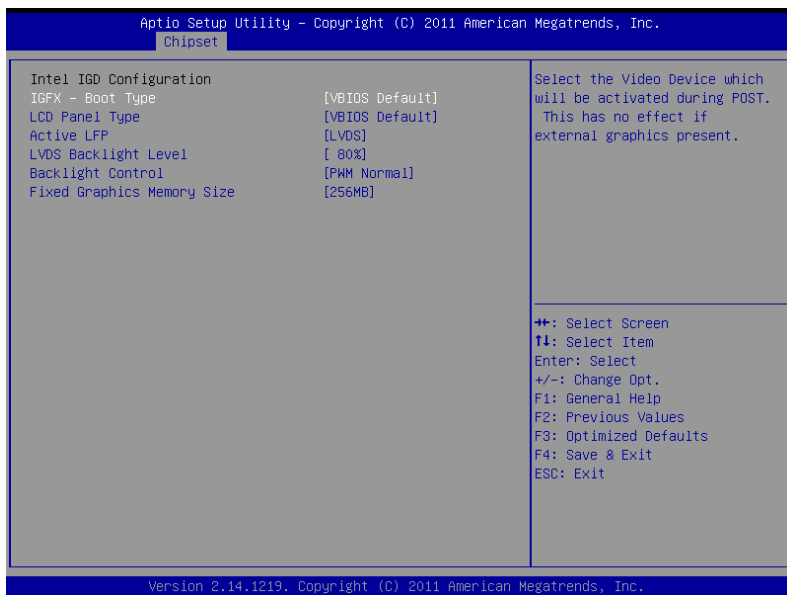 Aptio Setup Utility – Copyright (C) 2011 American Megatrends, Inc.
Chipset
Intel IGD Configuration
IGFX – Boot Type [VBIOS Default]
LCD Panel Type [VBIOS Default]
Active LFP [LVDS]
LVDS Backlight Level [ 80%]
Backlight Control [PWM Normal]
Fixed Graphics Memory Size [256MB]
Select the Video Device which
will be activated during POST.
This has no effect if
external graphics present.
→←: Select Screen
↑↓: Select Item
Enter: Select
+/-: Change Opt.
F1: General Help
F2: Previous Values
F3: Optimized Defaults
F4: Save & Exit
ESC: Exit
Version 2.14.1219. Copyright (C) 2011 American Megatrends, Inc.